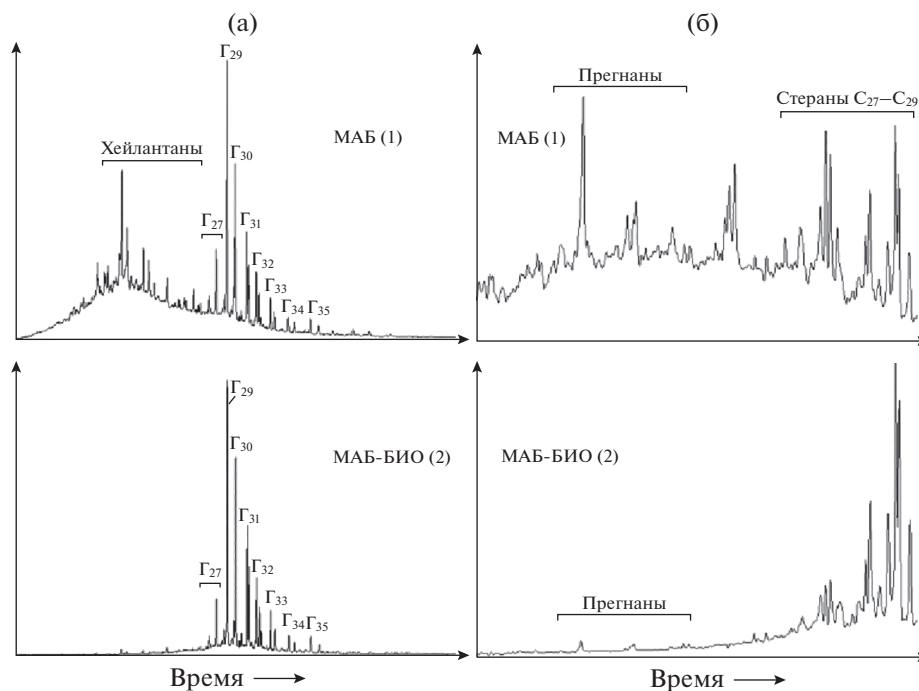 (а)
Г29
МАБ (1)
Хейлантаны
Г30
Г27
Г31
Г32
Г33
Г34
Г35
(б)
Прегнаны
Стераны С27–С29
МАБ (1)
Г29
Г30
МАБ-БИО (2)
Г31
Г27
Г32
Г33
Г34
Г35
Время
МАБ-БИО (2)
Прегнаны
Время